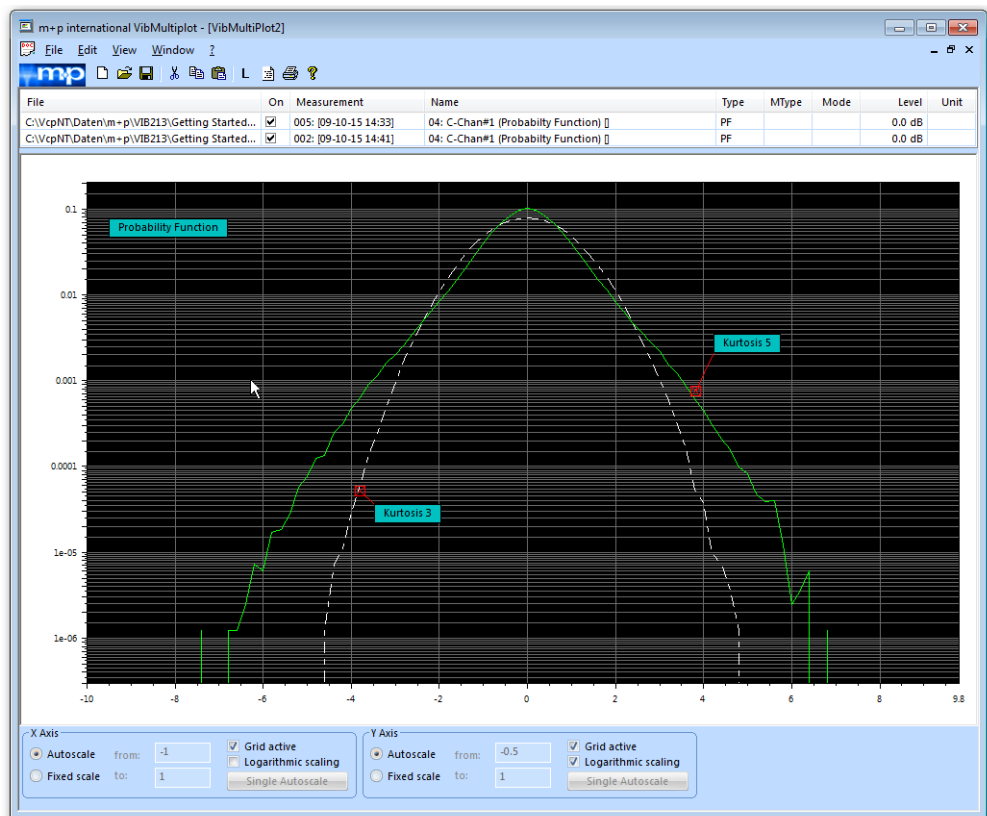 m+p international VibMultiplot - [VibMultiPlot2]
File Edit View Window ?
m+p L ?
File On Measurement Name Type MType Mode Level Unit
C:\VcpNT\Daten\m+p\VIB213\Getting Started... 005: [09-10-15 14:33] 04: C-Chan#1 (Probabilty Function) [] PF 0.0 dB
C:\VcpNT\Daten\m+p\VIB213\Getting Started... 002: [09-10-15 14:41] 04: C-Chan#1 (Probabilty Function) [] PF 0.0 dB
0.1
Probability Function
0.01
Kurtosis 5
0.001
0.0001
Kurtosis 3
1e-05
1e-06
-10 -8 -6 -4 -2 0 2 4 6 8 9.8
X Axis
Autoscale from: -1 Grid active
Logarithmic scaling
Fixed scale to: 1 Single Autoscale
Y Axis
Autoscale from: -0.5 Grid active
Logarithmic scaling
Fixed scale to: 1 Single Autoscale